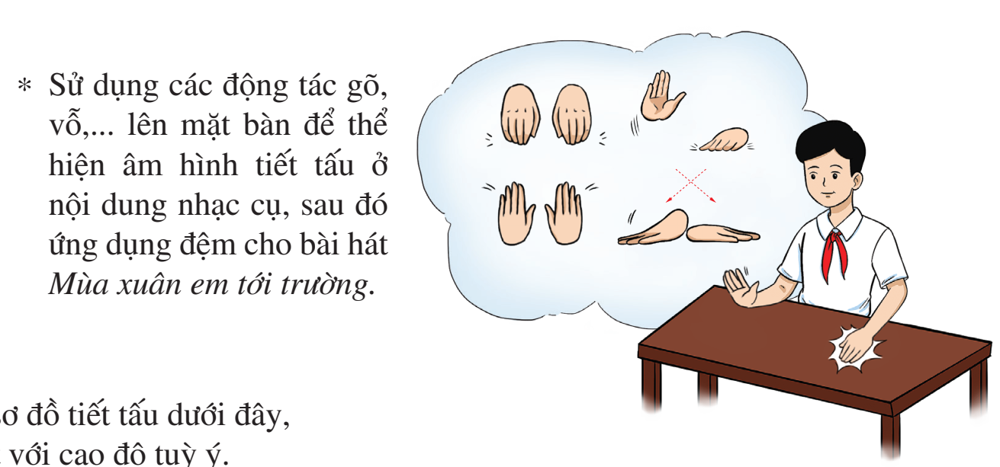 * Sử dụng các động tác gõ,
vỗ,... lên mặt bàn để thể
hiện âm hình tiết tấu ở
nội dung nhạc cụ, sau đó
ứng dụng đệm cho bài hát
Mùa xuân em tới trường.
đồ tiết tấu dưới đây,
với cao độ tuỳ ý.